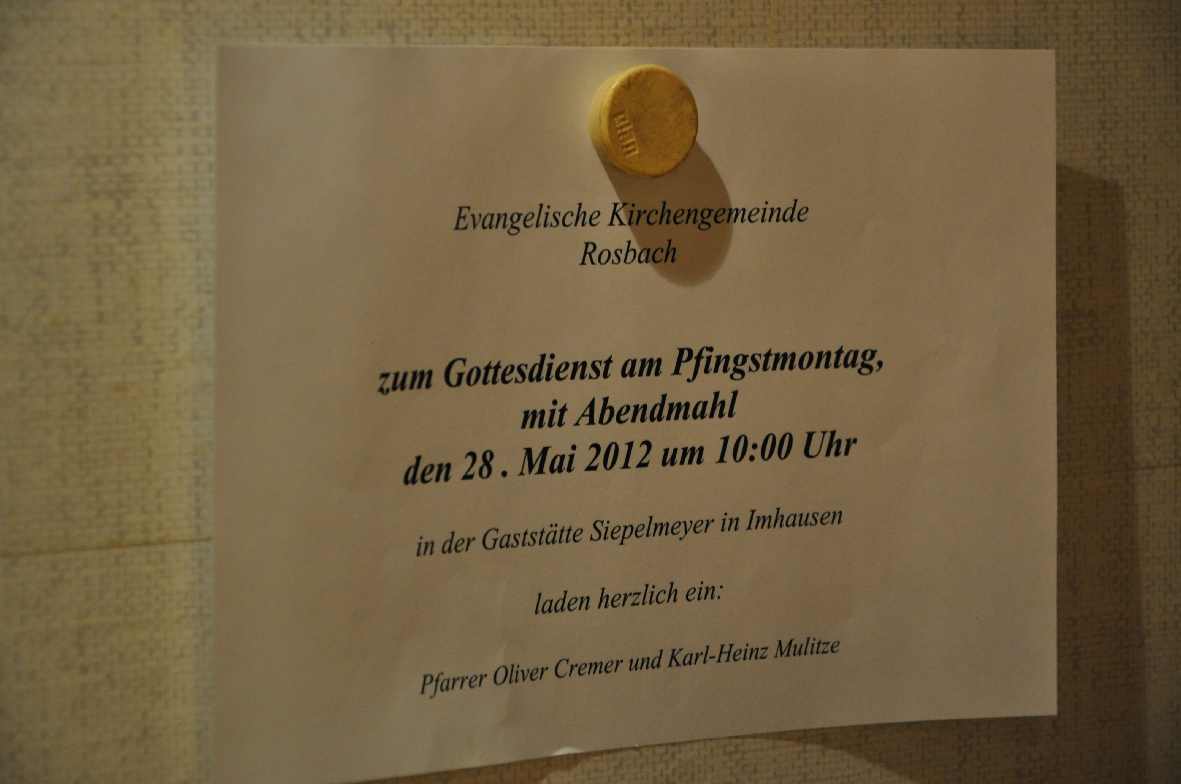 Evangelische Kirchengemeinde
Rosbach
zum Gottesdienst am Pfingstmontag,
mit Abendmahl
den 28 . Mai 2012 um 10:00 Uhr
in der Gaststätte Siepelmeyer in Imhausen
laden herzlich ein:
Pfarrer Oliver Cremer und Karl-Heinz Mulitze